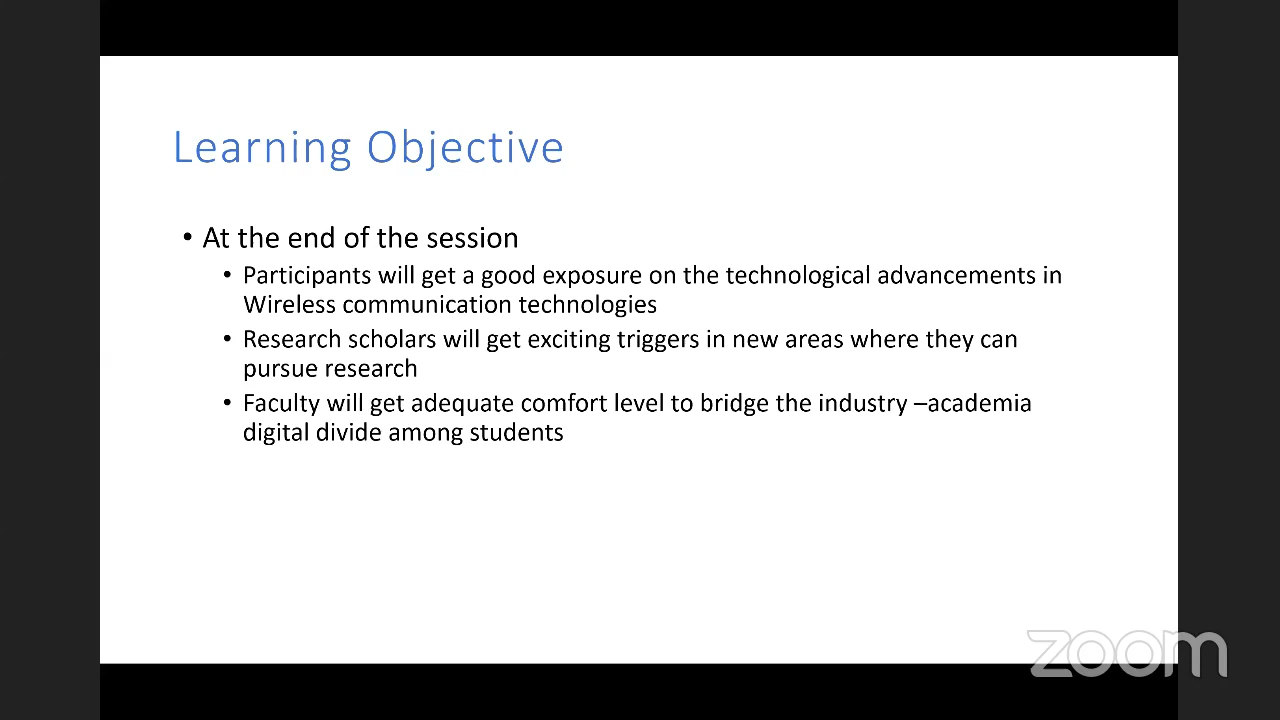 Learning Objective
• At the end of the session
• Participants will get a good exposure on the technological advancements in
Wireless communication technologies
• Research scholars will get exciting triggers in new areas where they can
pursue research
• Faculty will get adequate comfort level to bridge the industry –academia
digital divide among students
zoom